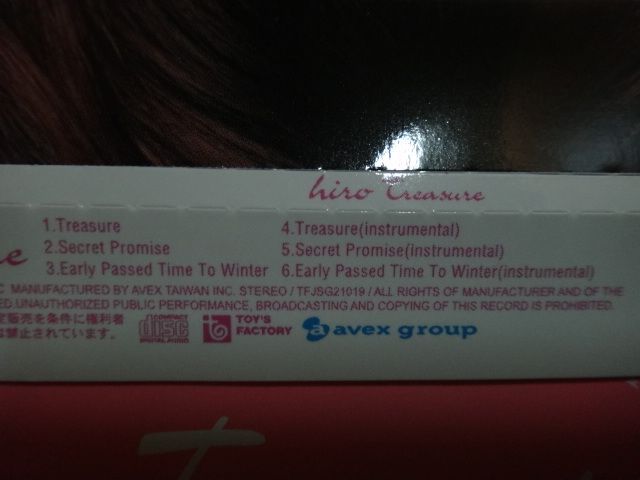 hiro Treasure
1.Treasure
2.Secret Promise
3.Early Passed Time To Winter
4.Treasure(instrumental)
5.Secret Promise(instrumental)
6.Early Passed Time To Winter(instrumental)
MANUFACTURED BY AVEX TAIWAN INC. STEREO / TFJSG21019 / ALL RIGHTS OF MANUFACTURER AND OF THE
UNAUTHORIZED PUBLIC PERFORMANCE, BROADCASTING AND COPYING OF THIS RECORD IS PROHIBITED.
定販売を条件に権利者
は禁止されています。
COMPACT
disc
DIGITAL AUDIO
TOY'S
FACTORY
avex group